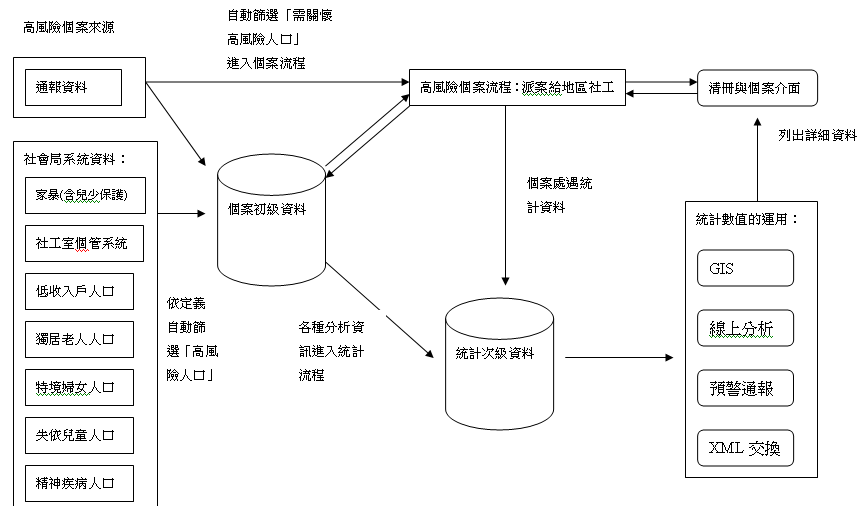 高風險個案來源
通報資料
社會局系統資料：
家暴(含兒少保護)
社工室個管系統
低收入戶人口
獨居老人人口
特境婦女人口
失依兒童人口
精神疾病人口
自動篩選「需關懷
高風險人口」
進入個案流程
依定義
自動篩
選「高風
險人口」
個案初級資料
高風險個案流程：派案給地區社工
個案處遇統
計資料
各種分析資
訊進入統計
流程
統計次級資料
清冊與個案介面
列出詳細資料
統計數值的運用：
GIS
線上分析
預警通報
XML 交換